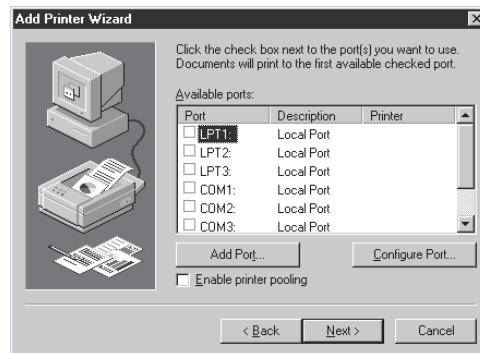 Add Printer Wizard
Click the check box next to the port(s) you want to use.
Documents will print to the first available checked port.
Available ports:
Port Description Printer
LPT1: Local Port
LPT2: Local Port
LPT3: Local Port
COM1: Local Port
COM2: Local Port
COM3: Local Port
Add Port... Configure Port...
Enable printer pooling
< Back Next > Cancel